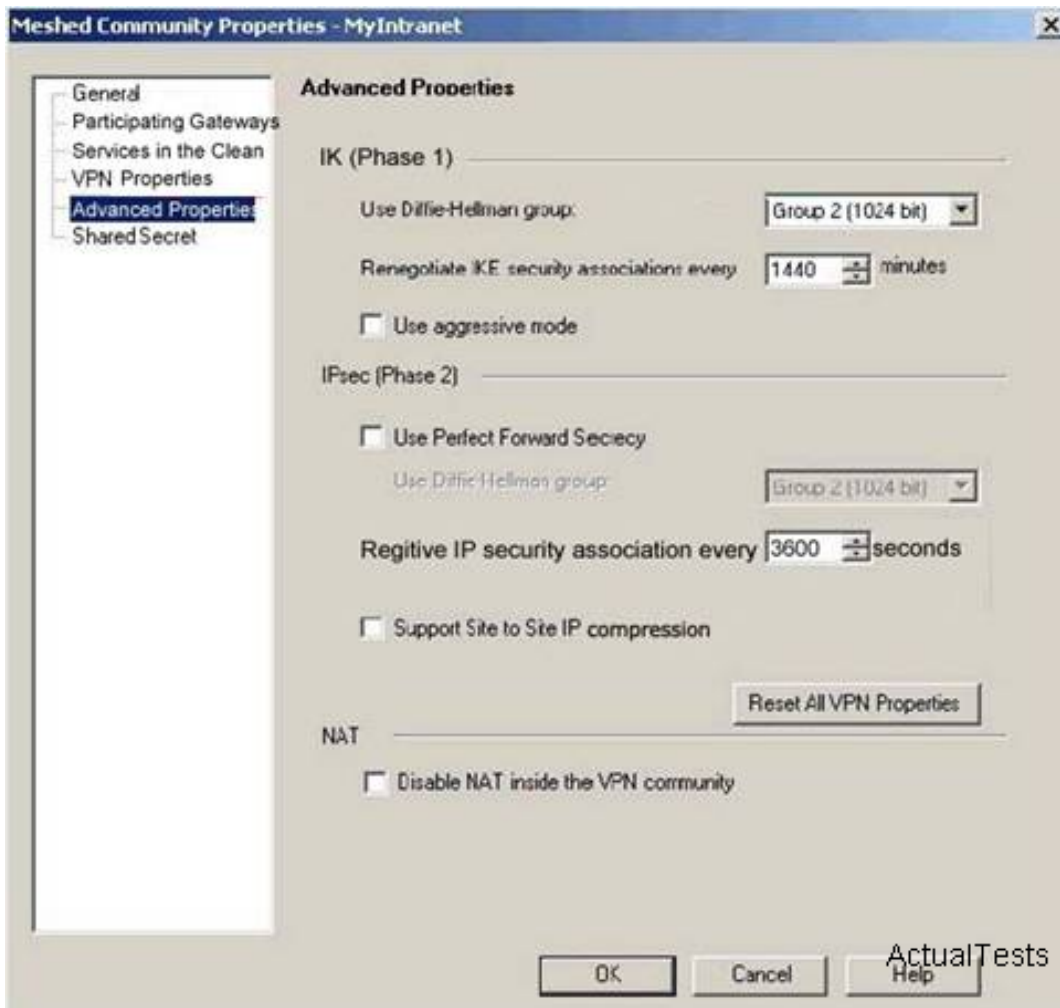 Meshed Community Properties - MyIntranet
General
Participating Gateways
Services in the Clean
VPN Properties
Advanced Properties
Shared Secret
Advanced Properties
IK (Phase 1)
Use Diffie-Hellman group:
Group 2 (1024 bit)
Renegotiate IKE security associations every
1440
minutes
Use aggressive mode
IPsec (Phase 2)
Use Perfect Forward Secrecy
Use Diffie-Hellman group:
Group 2 (1024 bit)
Regitive IP security association every
3600
seconds
Support Site to Site IP compression
Reset All VPN Properties
NAT
Disable NAT inside the VPN community
OK
Cancel
Help
ActualTests